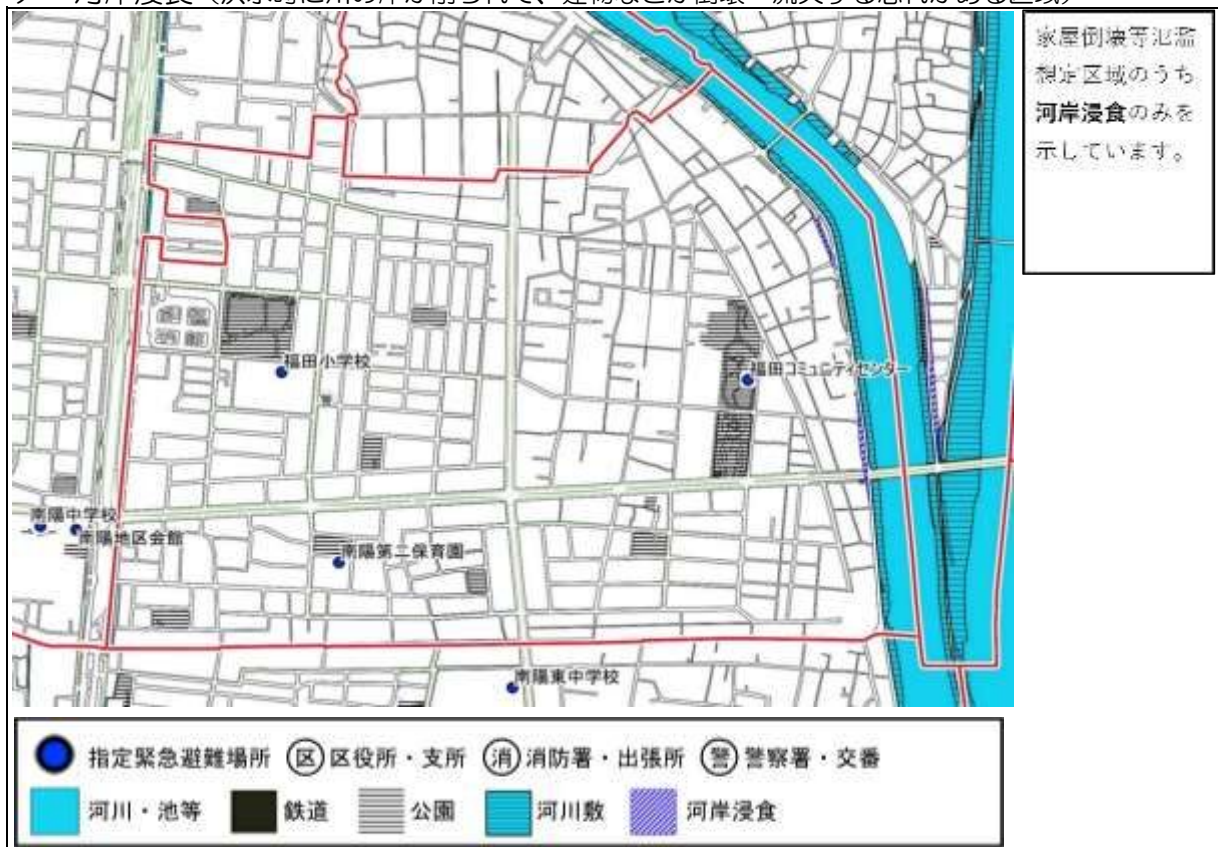 家屋倒壊等氾濫
想定区域のうち
河岸浸食のみを
示しています。
福田小学校
福田コミュニティセンター
南陽中学校
南陽地区会館
南陽第二保育園
南陽東中学校
指定緊急避難場所 区 区役所・支所 消 消防署・出張所 警 警察署・交番
河川・池等 鉄道 公園 河川敷 河岸浸食